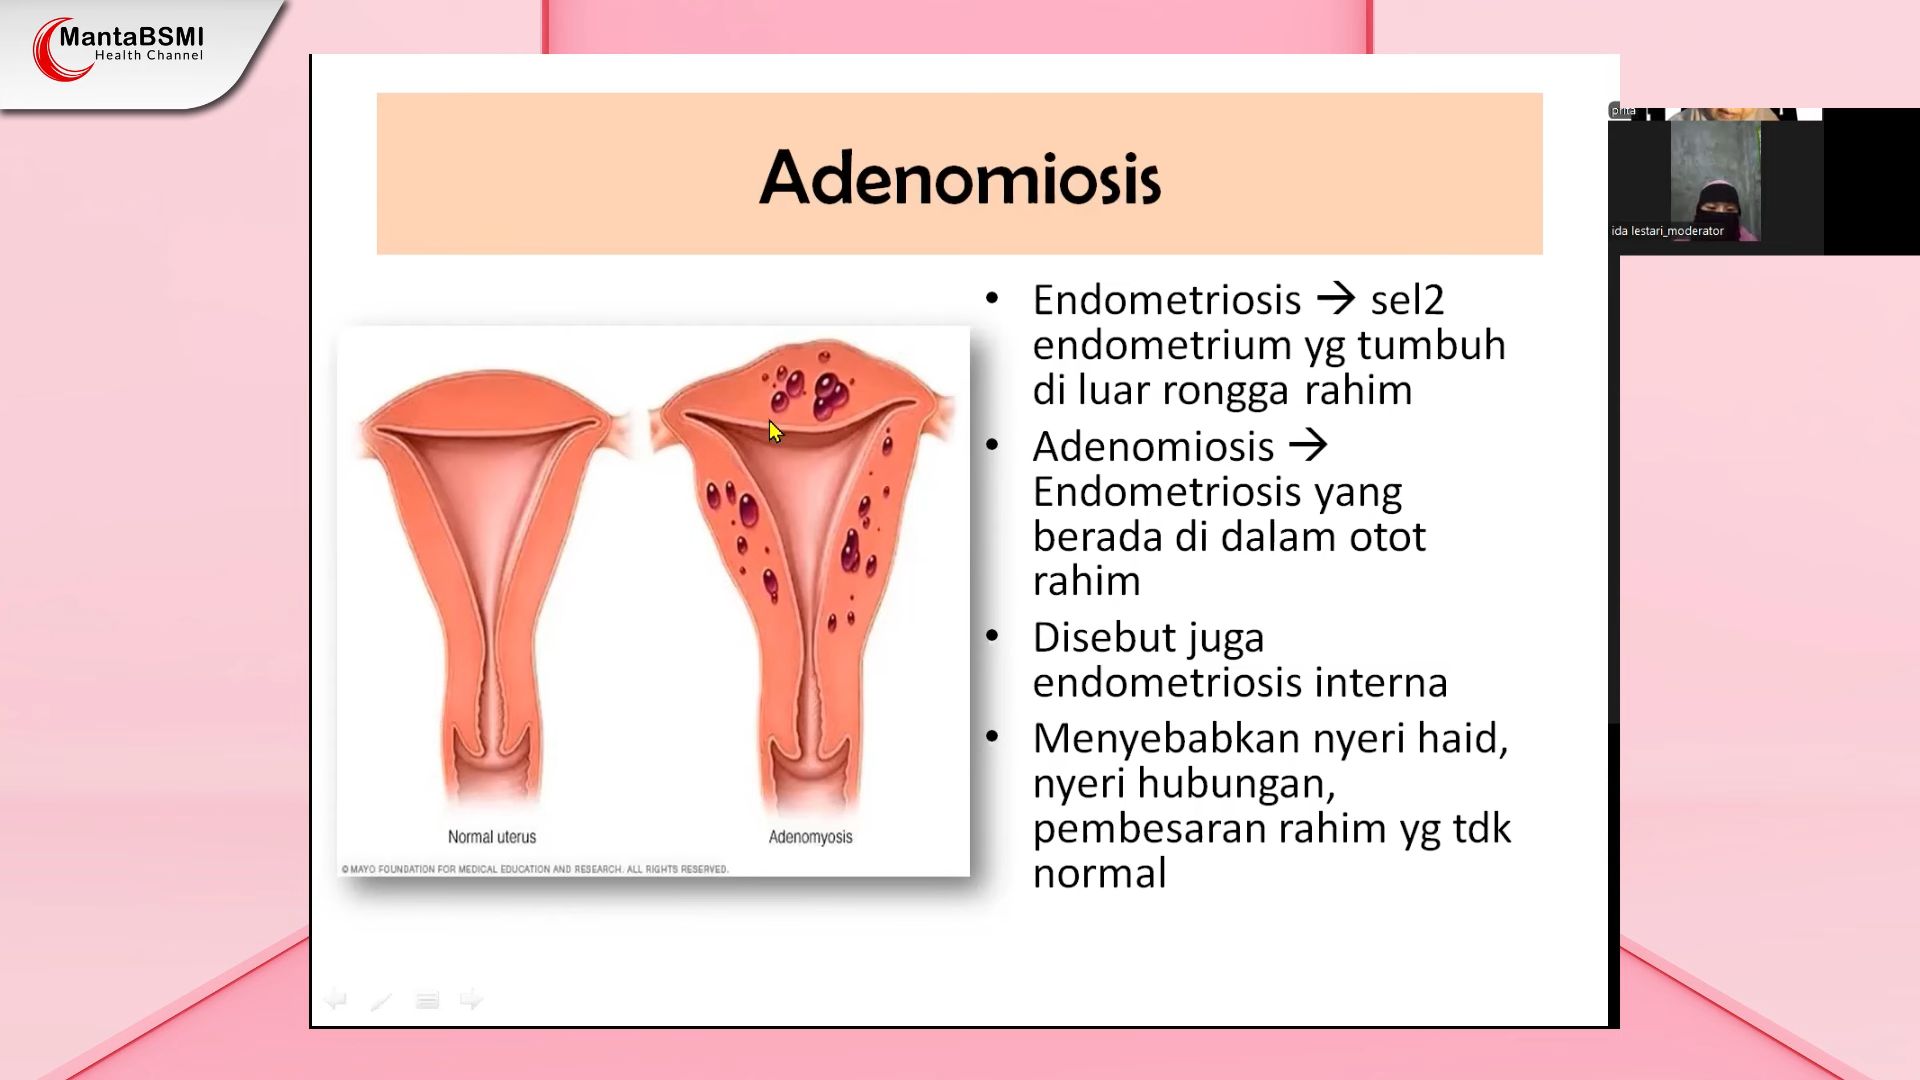 MantaBSMI
Health Channel
Adenomiosis
prita
ida lestari_moderator
• Endometriosis → sel2
endometrium yg tumbuh
di luar rongga rahim
• Adenomiosis →
Endometriosis yang
berada di dalam otot
rahim
• Disebut juga
endometriosis interna
• Menyebabkan nyeri haid,
nyeri hubungan,
pembesaran rahim yg tdk
normal
Normal uterus
Adenomyosis
© MAYO FOUNDATION FOR MEDICAL EDUCATION AND RESEARCH. ALL RIGHTS RESERVED.